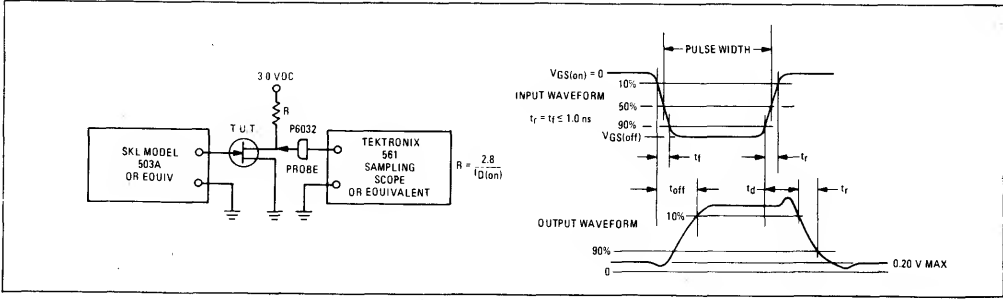 3 0 VDC
R
T.U.T.
P6032
PROBE
SKL MODEL
503A
OR EQUIV
TEKTRONIX
561
SAMPLING
SCOPE
OR EQUIVALENT
R = 2.8
ID(on)
PULSE WIDTH
VGS(on) = 0
10%
INPUT WAVEFORM
50%
tr = tf ≤ 1.0 ns
90%
VGS(off)
tf
tr
toff
td
tr
10%
OUTPUT WAVEFORM
90%
0.20 V MAX
0